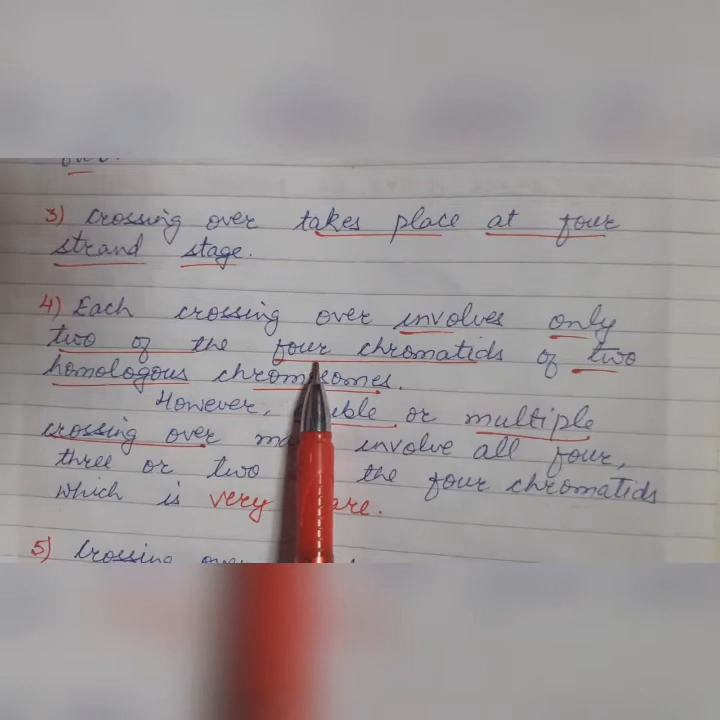 over.
3) Crossing over takes place at four
strand stage.
4) Each crossing over involves only
two of the four chromatids of two
homologous chromosomes.
However, or multiple
crossing over involve all four,
three or two the four chromatids
which is very
5) Crossing